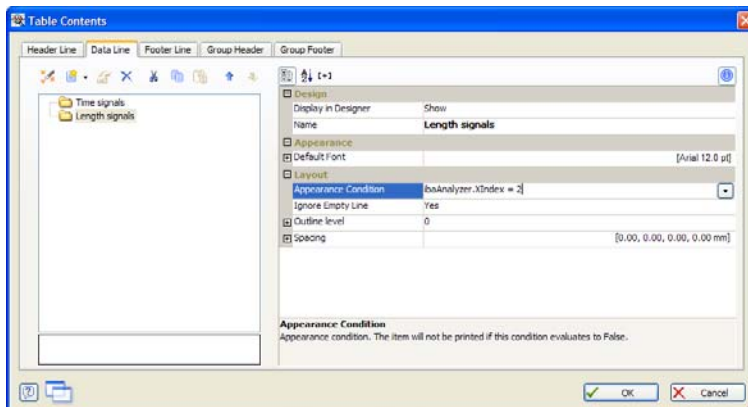 Table Contents
Header Line Data Line Footer Line Group Header Group Footer
Time signals
Length signals
Design
Display in Designer Show
Name Length signals
Appearance
Default Font [Arial 12.0 pt]
Layout
Appearance Condition ibaAnalyzer.XIndex = 2
Ignore Empty Line Yes
Outline level 0
Spacing [0.00, 0.00, 0.00, 0.00 mm]
Appearance Condition
Appearance condition. The item will not be printed if this condition evaluates to False.
OK Cancel